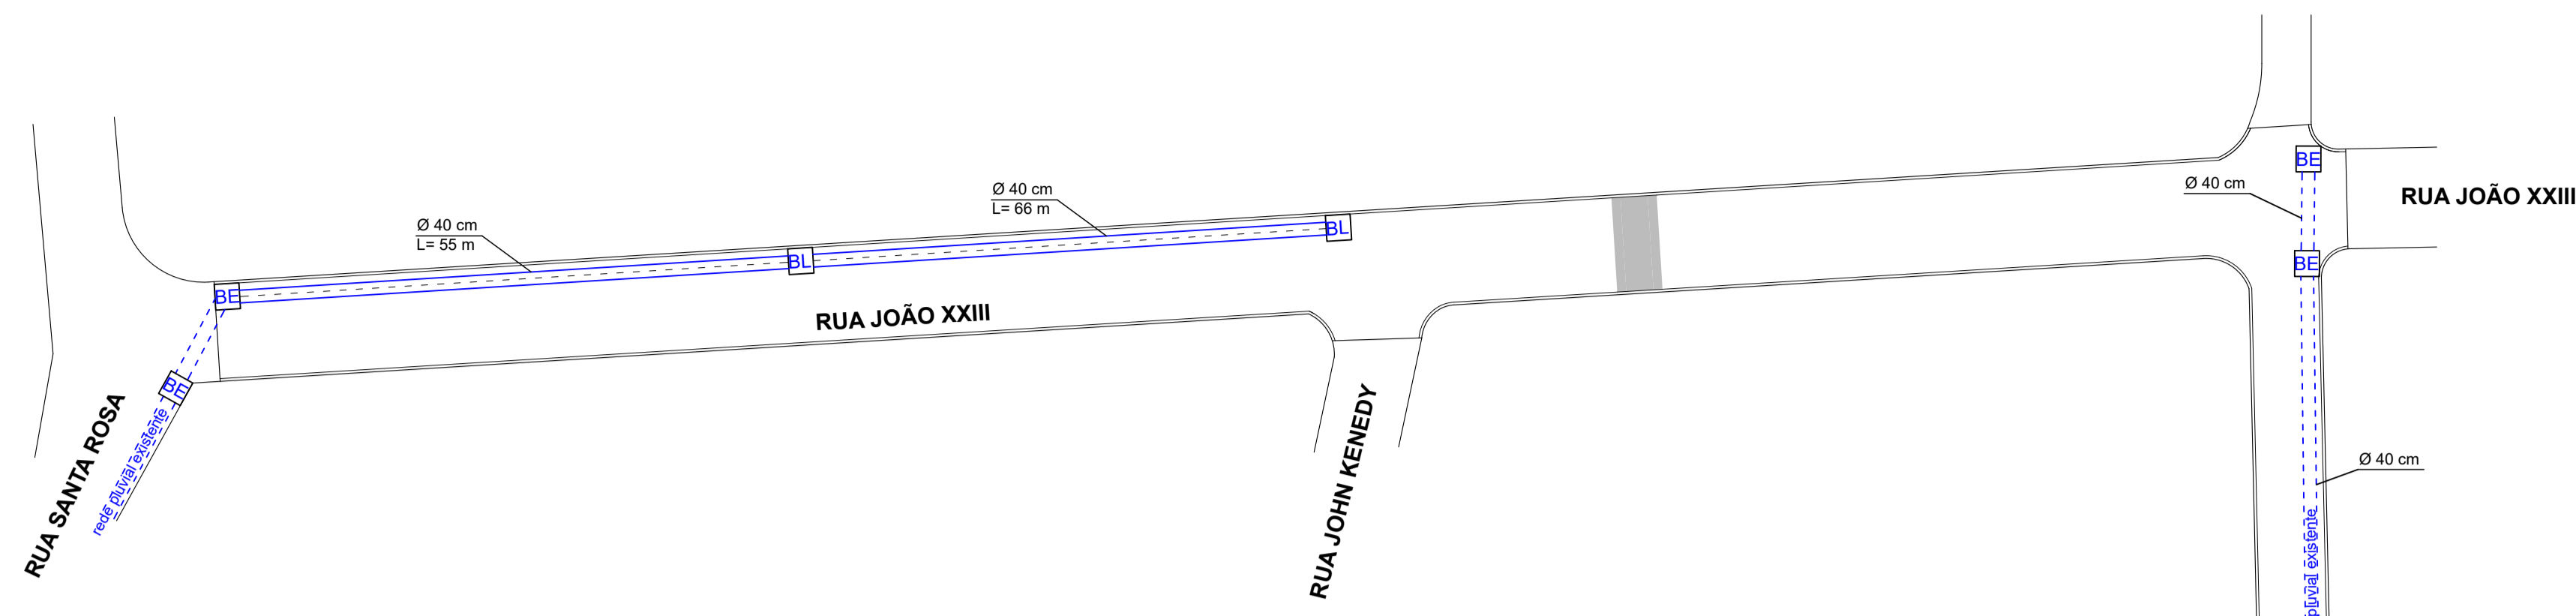 BE
Ø 40 cm
RUA JOÃO XXIII
Ø 40 cm
L= 66 m
Ø 40 cm
L= 55 m
BL
BL
BE
BE
RUA JOÃO XXIII
BE
rede pluvial existente
RUA SANTA ROSA
RUA JOHN KENEDY
Ø 40 cm
pluvial existente